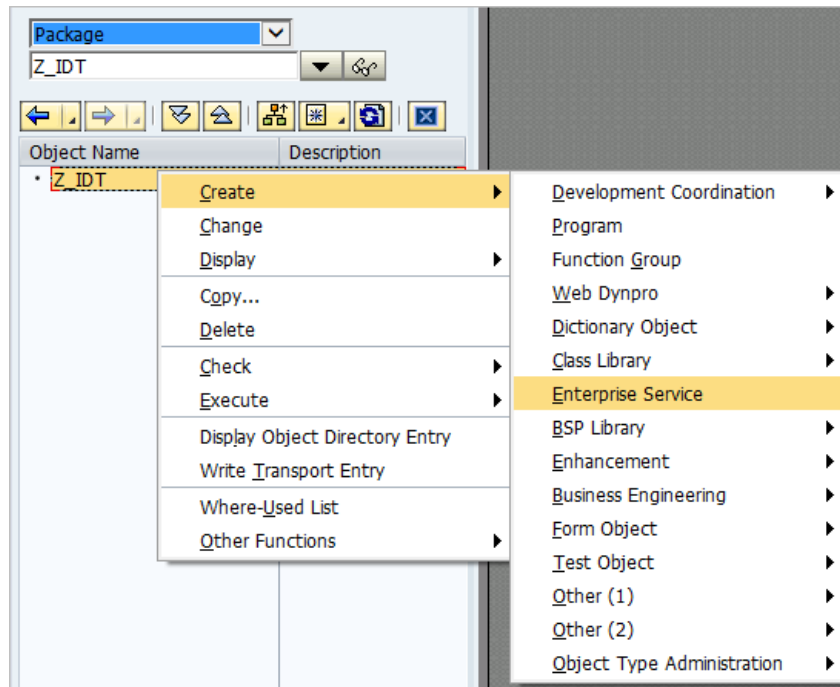 Package
Z_IDT
Object Name Description
Z_IDT
Create
Change
Display
Copy...
Delete
Check
Execute
Display Object Directory Entry
Write Transport Entry
Where-Used List
Other Functions
Development Coordination
Program
Function Group
Web Dynpro
Dictionary Object
Class Library
Enterprise Service
BSP Library
Enhancement
Business Engineering
Form Object
Test Object
Other (1)
Other (2)
Object Type Administration